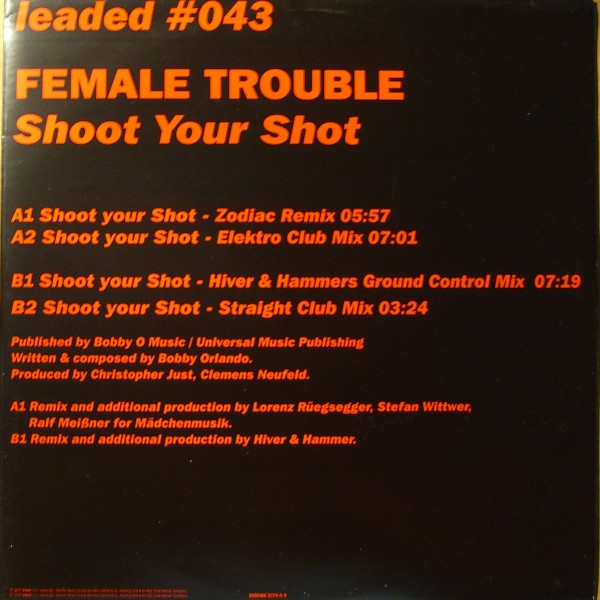 leaded #043
FEMALE TROUBLE
Shoot Your Shot
A1 Shoot your Shot - Zodiac Remix 05:57
A2 Shoot your Shot - Elektro Club Mix 07:01
B1 Shoot your Shot - Hiver & Hammers Ground Control Mix 07:19
B2 Shoot your Shot - Straight Club Mix 03:24
Published by Bobby O Music / Universal Music Publishing
Written & composed by Bobby Orlando.
Produced by Christopher Just, Clemens Neufeld.
A1 Remix and additional production by Lorenz Rüegsegger, Stefan Wittwer,
Ralf Meißner for Mädchenmusik.
B1 Remix and additional production by Hiver & Hammer.